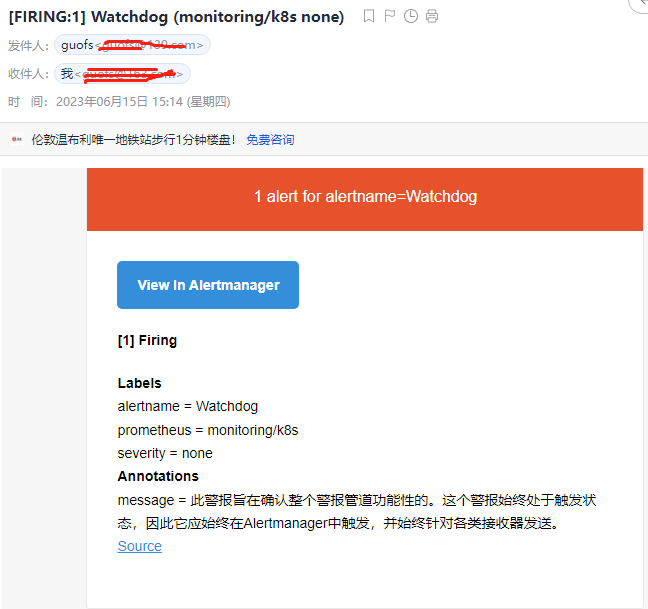 [FIRING:1] Watchdog (monitoring/k8s none)
发件人: guofs
收件人: 我
时 间: 2023年06月15日 15:14 (星期四)
伦敦温布利唯一地铁站步行1分钟楼盘! 免费咨询
1 alert for alertname=Watchdog
View In Alertmanager
[1] Firing
Labels
alertname = Watchdog
prometheus = monitoring/k8s
severity = none
Annotations
message = 此警报旨在确认整个警报管道功能性的。这个警报始终处于触发状
态，因此它应始终在Alertmanager中触发，并始终针对各类接收器发送。
Source